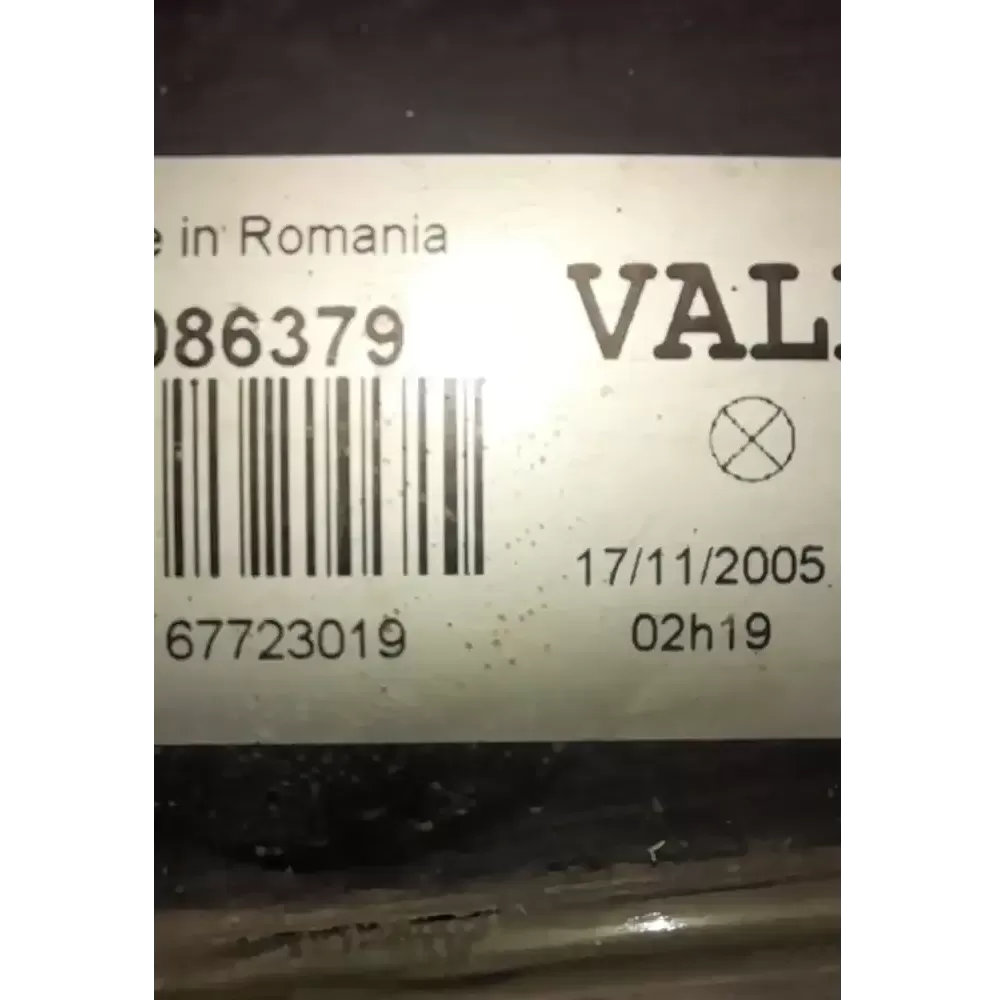 e in Romania
086379
VAL
67723019
17/11/2005
02h19